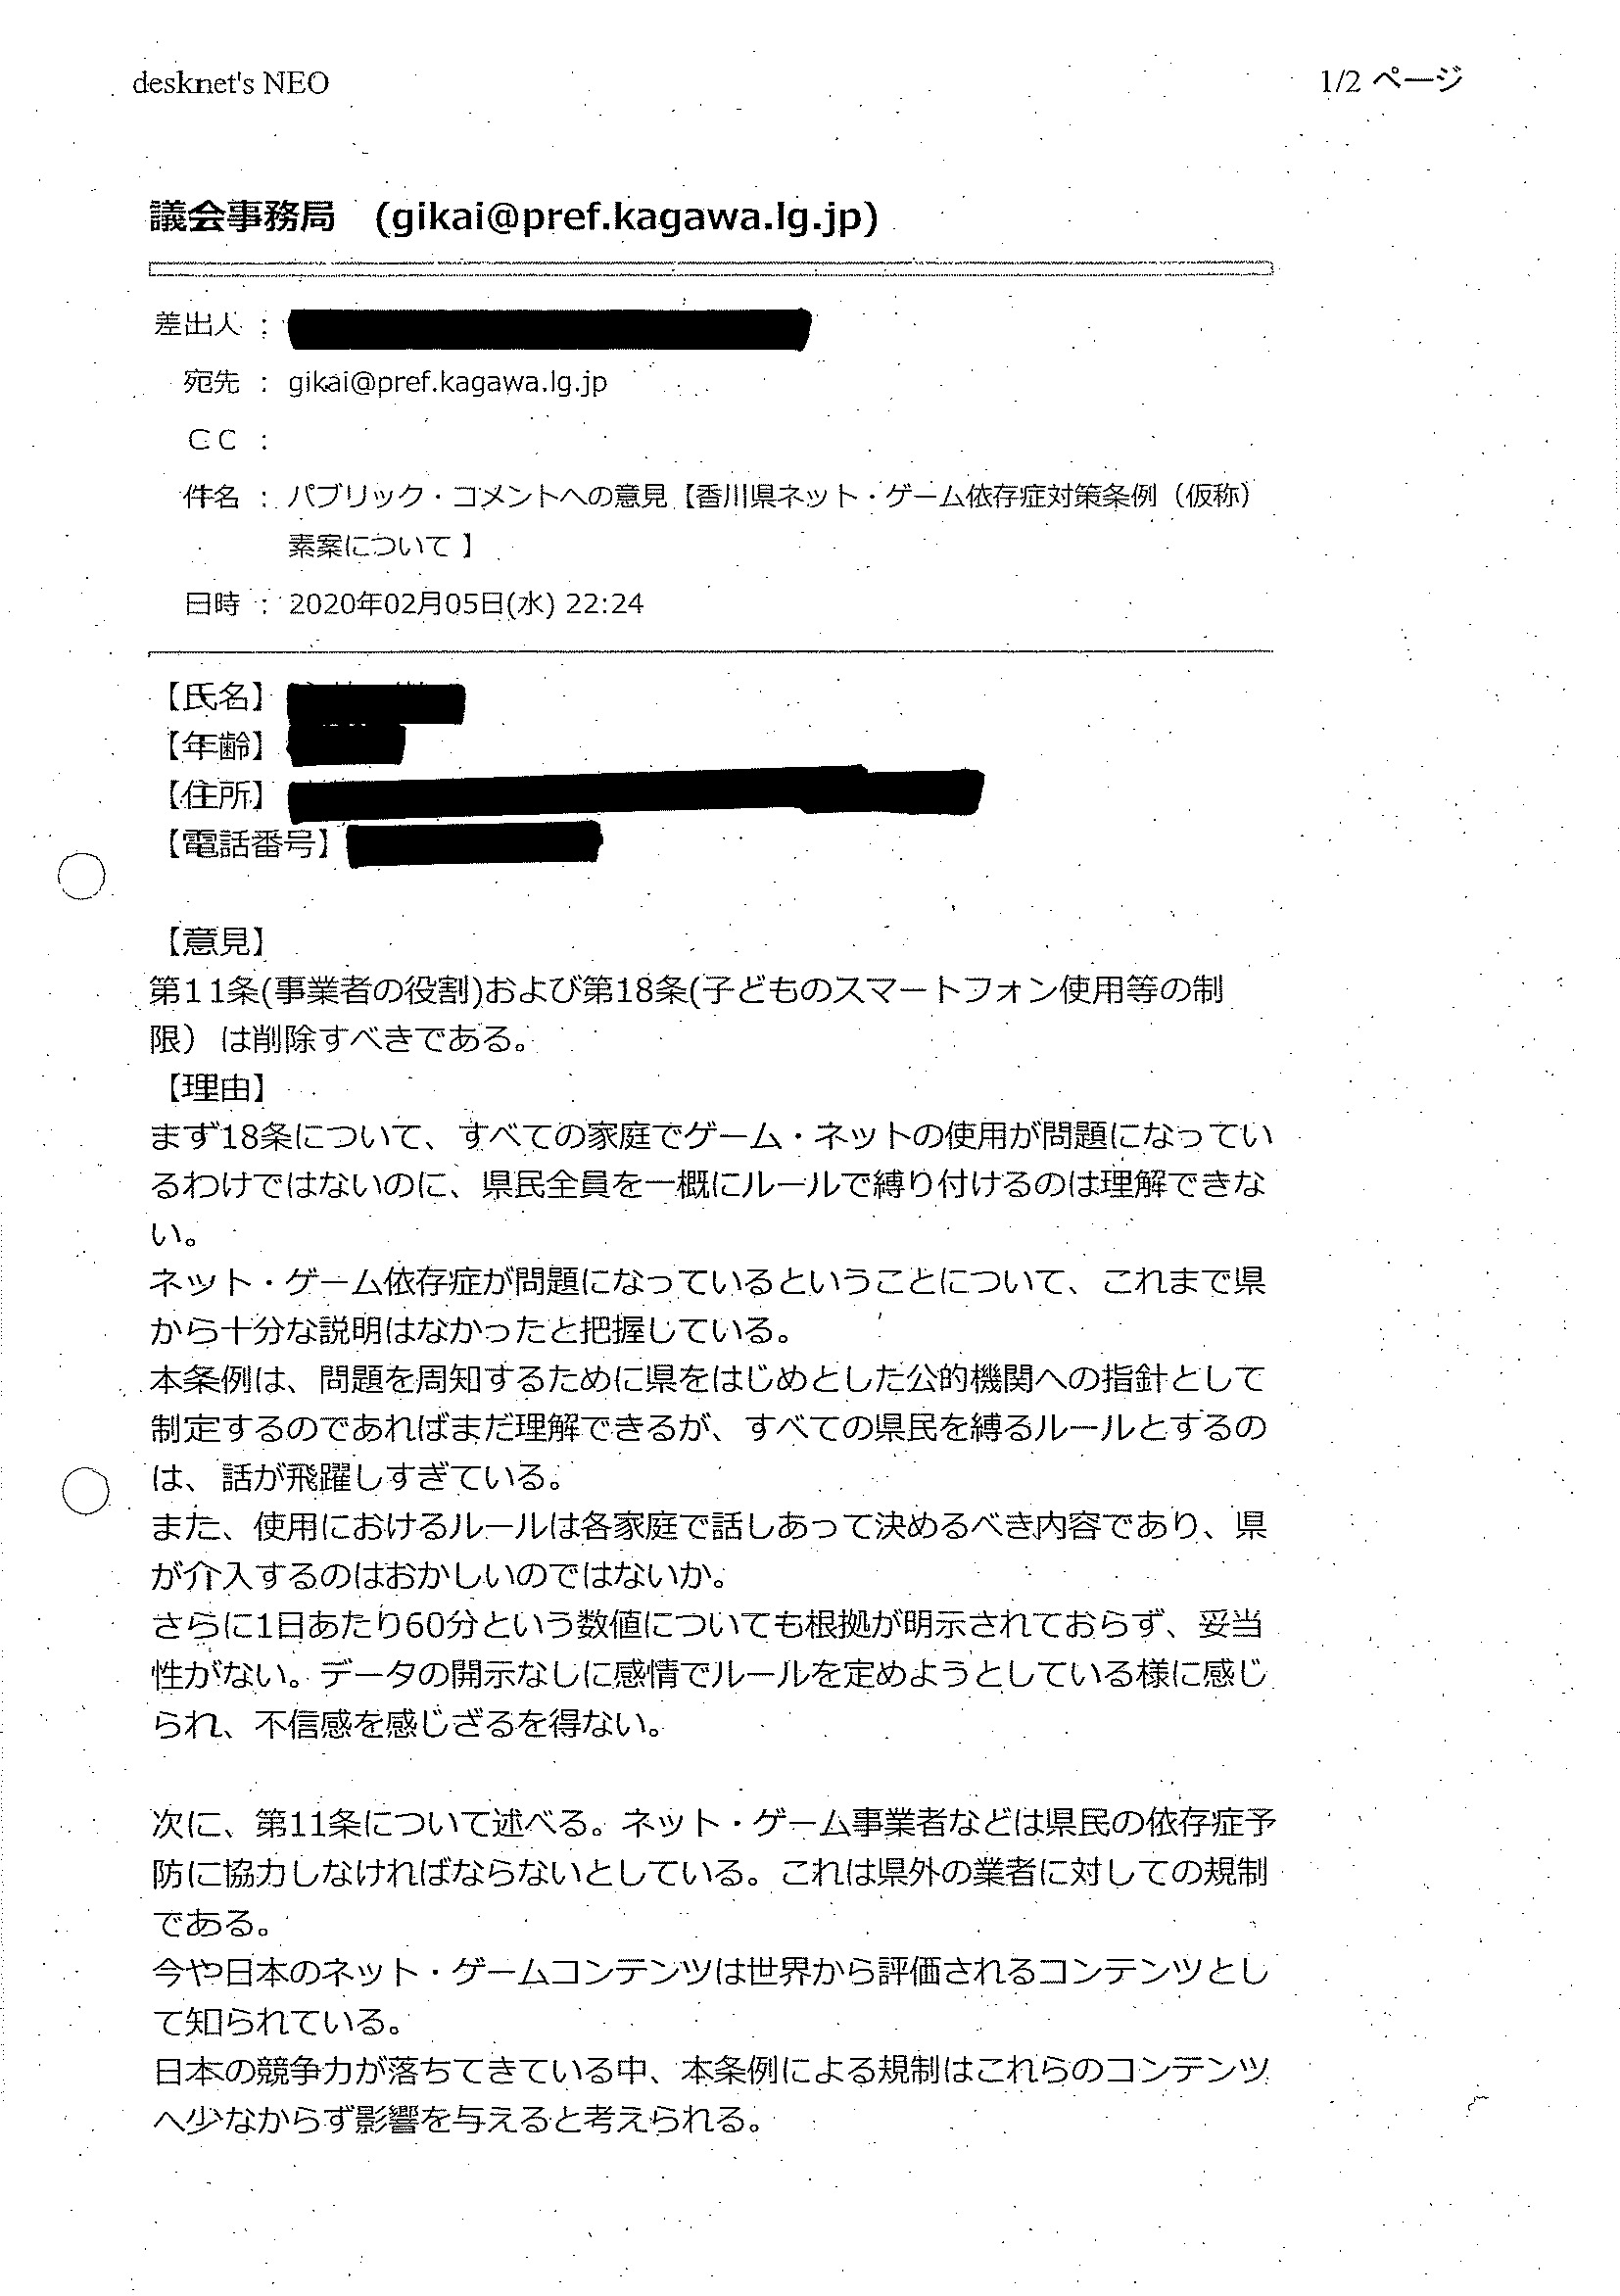 desknet's NEO
1/2 ページ
議会事務局　(gikai@pref.kagawa.lg.jp)
差出人 :
宛先 : gikai@pref.kagawa.lg.jp
ＣＣ :
件名 : パブリック・コメントへの意見【香川県ネット・ゲーム依存症対策条例（仮称）
素案について 】
日時 : 2020年02月05日(水) 22:24
【氏名】
【年齢】
【住所】
【電話番号】
【意見】
第11条(事業者の役割)および第18条(子どものスマートフォン使用等の制
限）は削除すべきである。
【理由】
まず18条について、すべての家庭でゲーム・ネットの使用が問題になってい
るわけではないのに、県民全員を一概にルールで縛り付けるのは理解できな
い。
ネット・ゲーム依存症が問題になっているということについて、これまで県
から十分な説明はなかったと把握している。
本条例は、問題を周知するために県をはじめとした公的機関への指針として
制定するのであればまだ理解できるが、すべての県民を縛るルールとするの
は、話が飛躍しすぎている。
また、使用におけるルールは各家庭で話しあって決めるべき内容であり、県
が介入するのはおかしいのではないか。
さらに1日あたり60分という数値についても根拠が明示されておらず、妥当
性がない。データの開示なしに感情でルールを定めようとしている様に感じ
られ、不信感を感じざるを得ない。
次に、第11条について述べる。ネット・ゲーム事業者などは県民の依存症予
防に協力しなければならないとしている。これは県外の業者に対しての規制
である。
今や日本のネット・ゲームコンテンツは世界から評価されるコンテンツとし
て知られている。
日本の競争力が落ちてきている中、本条例による規制はこれらのコンテンツ
へ少なからず影響を与えると考えられる。